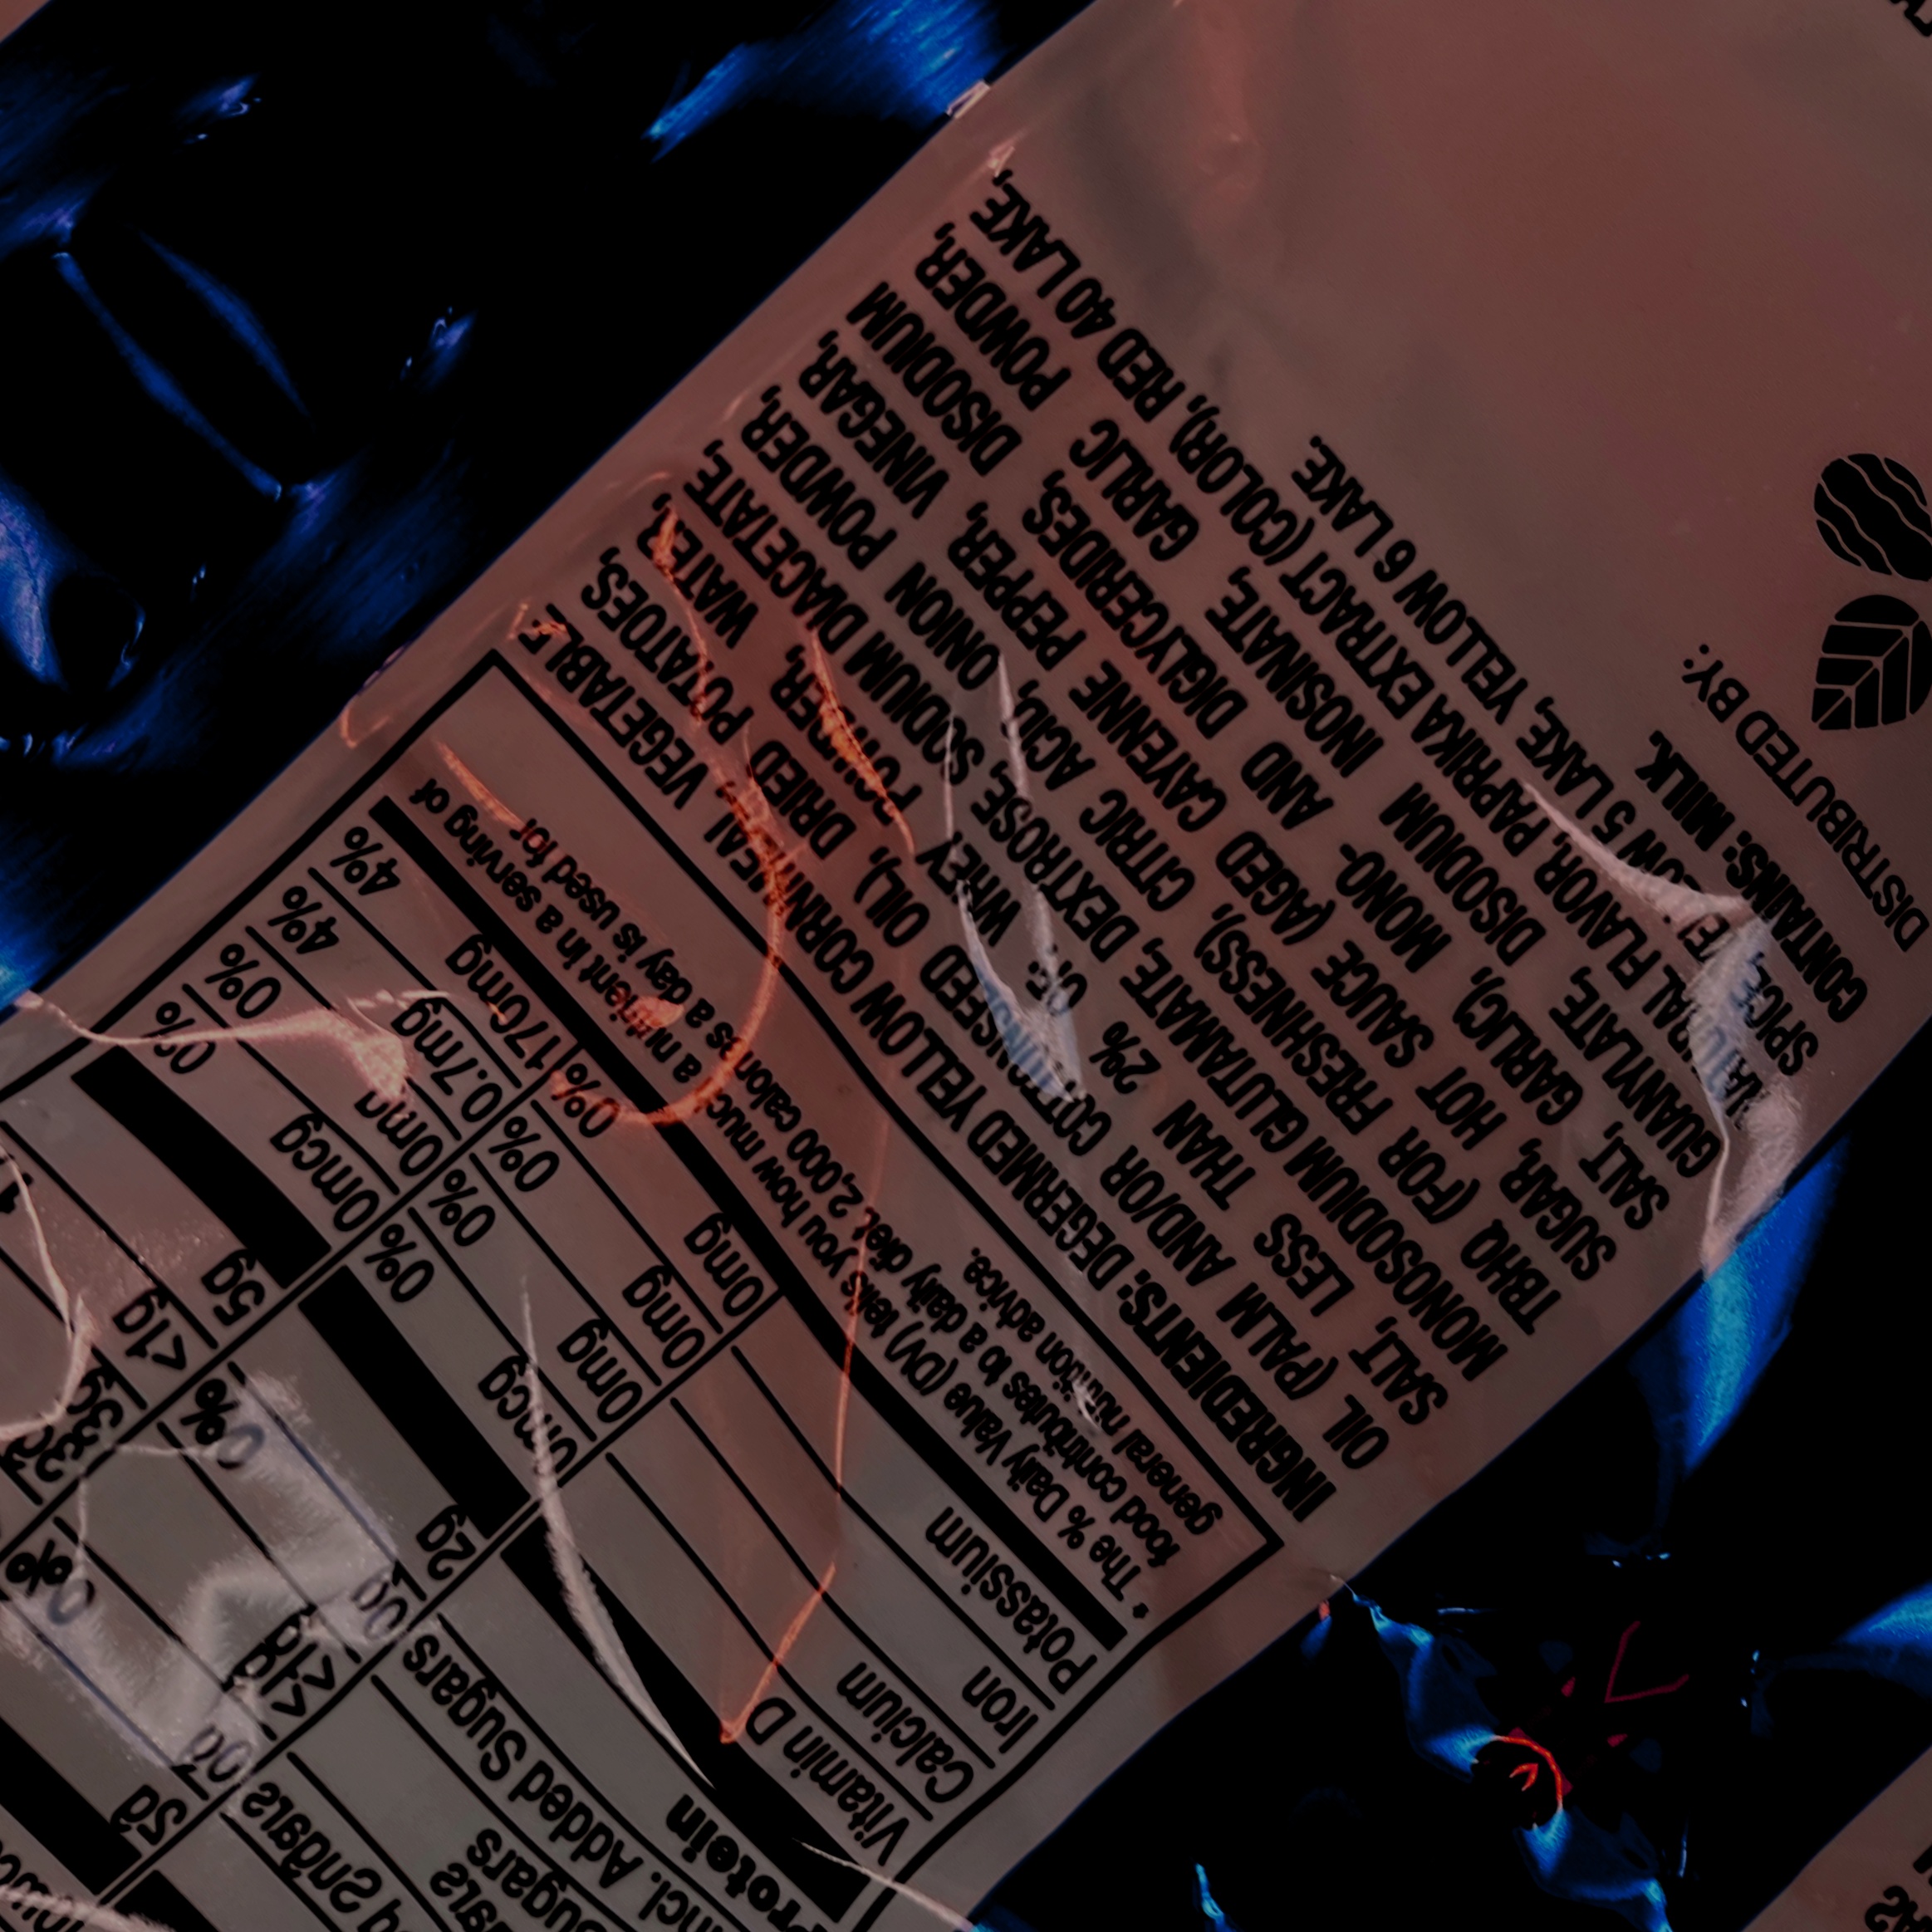 Incl. Added Sugars
Protein 2g 5g
Vitamin D 0mcg 0% 0mcg 0%
Calcium 0mg 0% 0mg 0%
Iron 0mg 0% 0.7mg 4%
Potassium 0mg 0% 170mg 4%
* The % Daily Value (DV) tells you how much a nutrient in a serving of
food contributes to a daily diet. 2,000 calories a day is used for
general nutrition advice.
INGREDIENTS: DEGERMED YELLOW CORN MEAL, VEGETABLE
OIL (PALM AND/OR COTTONSEED OIL), DRIED POTATOES,
SALT, LESS THAN 2% OF: WHEY POWDER, WATER,
MONOSODIUM GLUTAMATE, DEXTROSE, SODIUM DIACETATE,
TBHQ (FOR FRESHNESS), CITRIC ACID, ONION POWDER,
SUGAR, HOT SAUCE (AGED CAYENNE PEPPER, VINEGAR,
SALT, GARLIC), MONO- AND DIGLYCERIDES, DISODIUM
GUANYLATE, DISODIUM INOSINATE, GARLIC POWDER,
NATURAL FLAVOR, PAPRIKA EXTRACT (COLOR), RED 40 LAKE,
SPICE, YELLOW 5 LAKE, YELLOW 6 LAKE.
CONTAINS: MILK.
DISTRIBUTED BY: